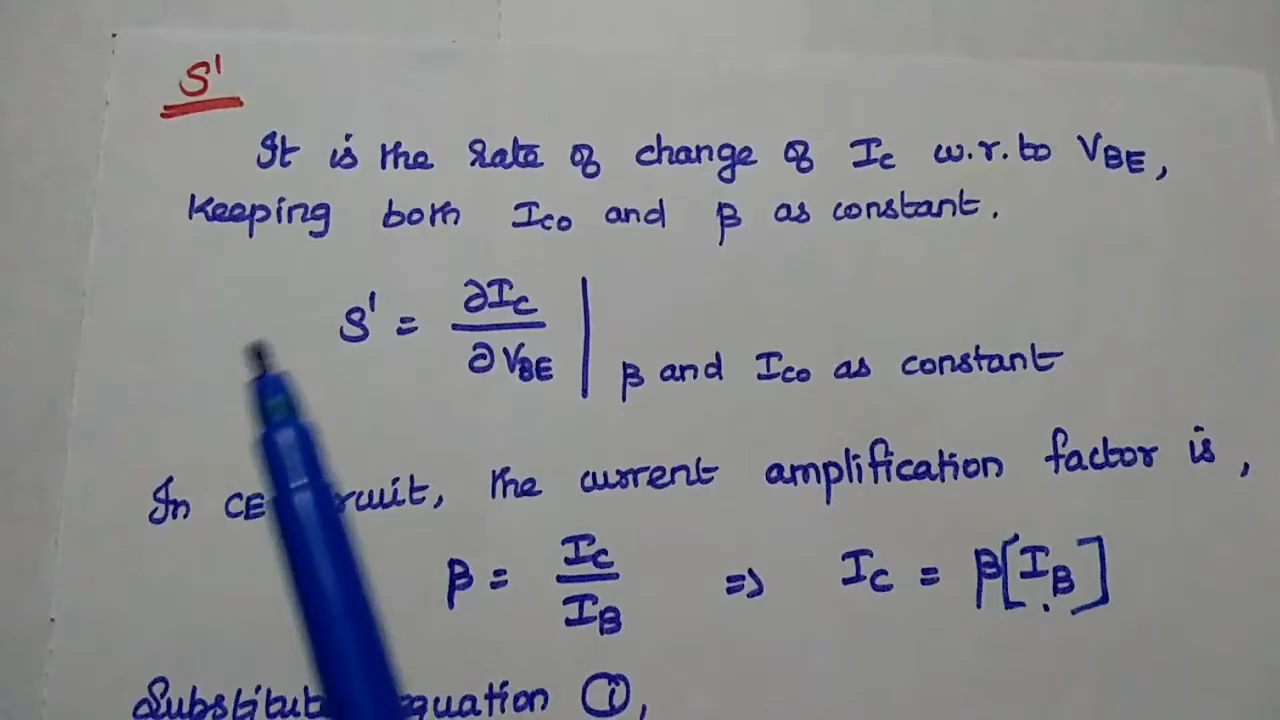 S'
It is the rate of change of Ic w.r.to VBE,
Keeping both Ico and β as constant.
S' = ∂Ic / ∂VBE | β and Ico as constant
In CE the current amplification factor is,
β = Ic / IB ⇒ Ic = β[IB]
equation ①,